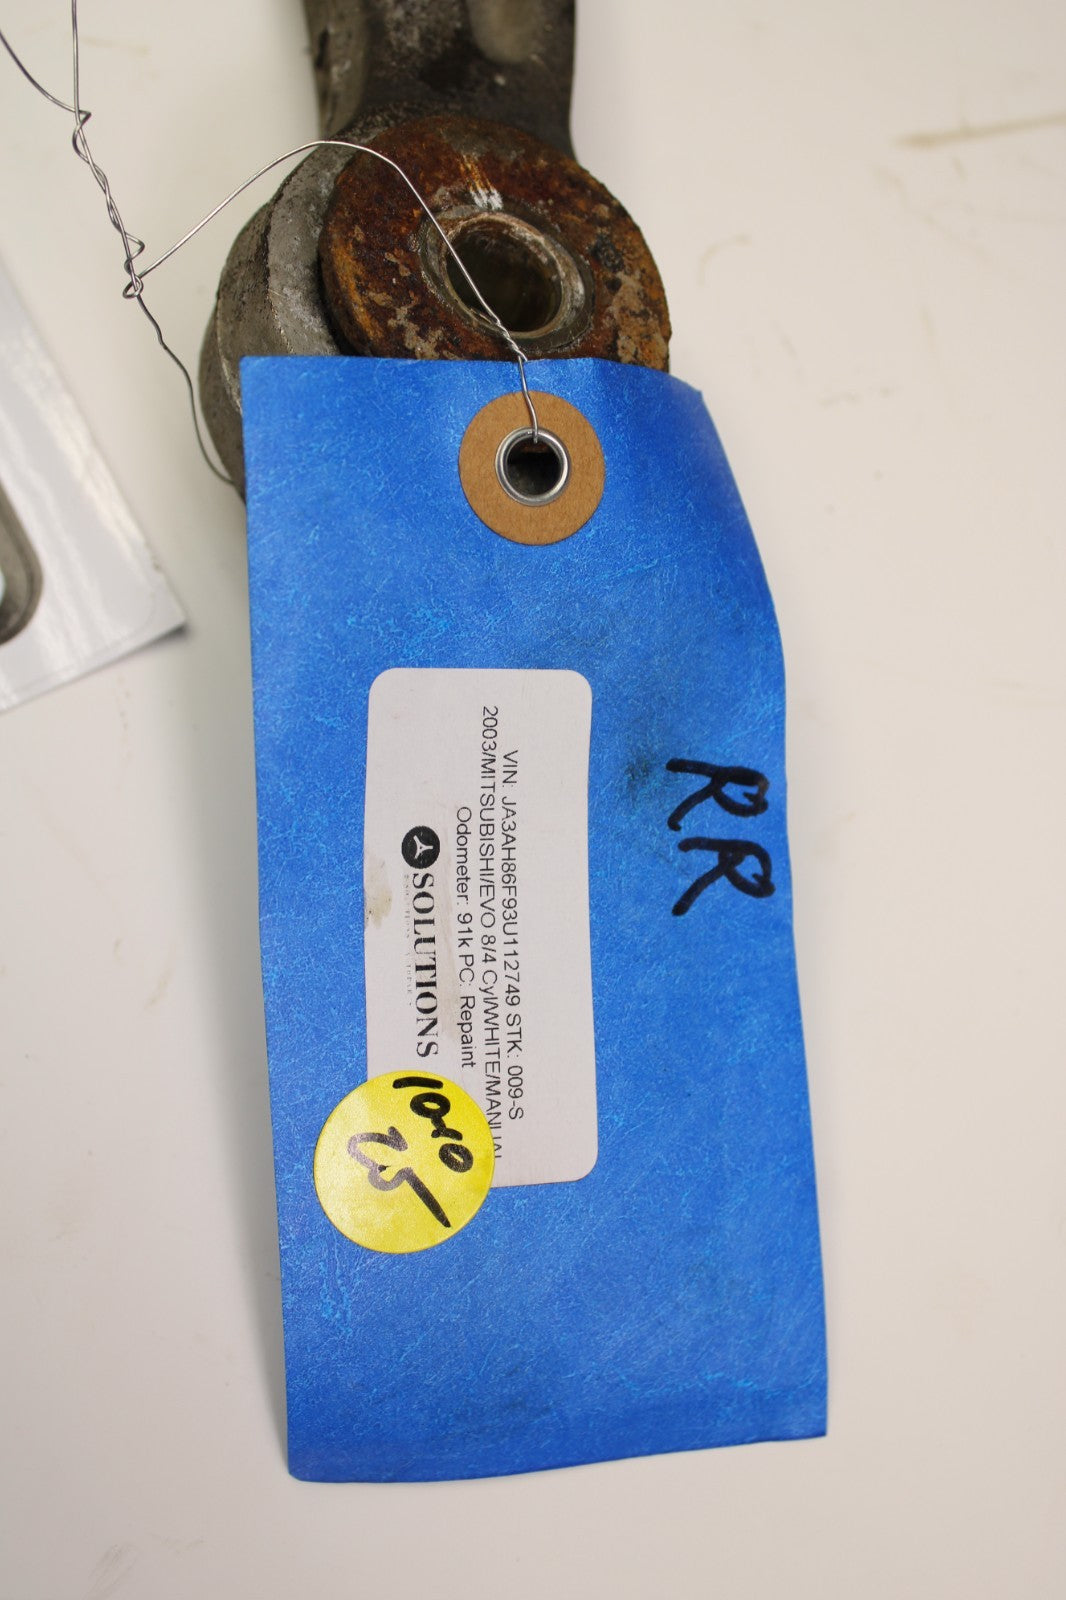 RR
VIN: JA3AH86F93U112749 STK: 009-S
2003/MITSUBISHI/EVO 8/4 Cyl/WHITE/MANUAL
Odometer: 91k PC: Repaint
SOLUTIONS
1010
25